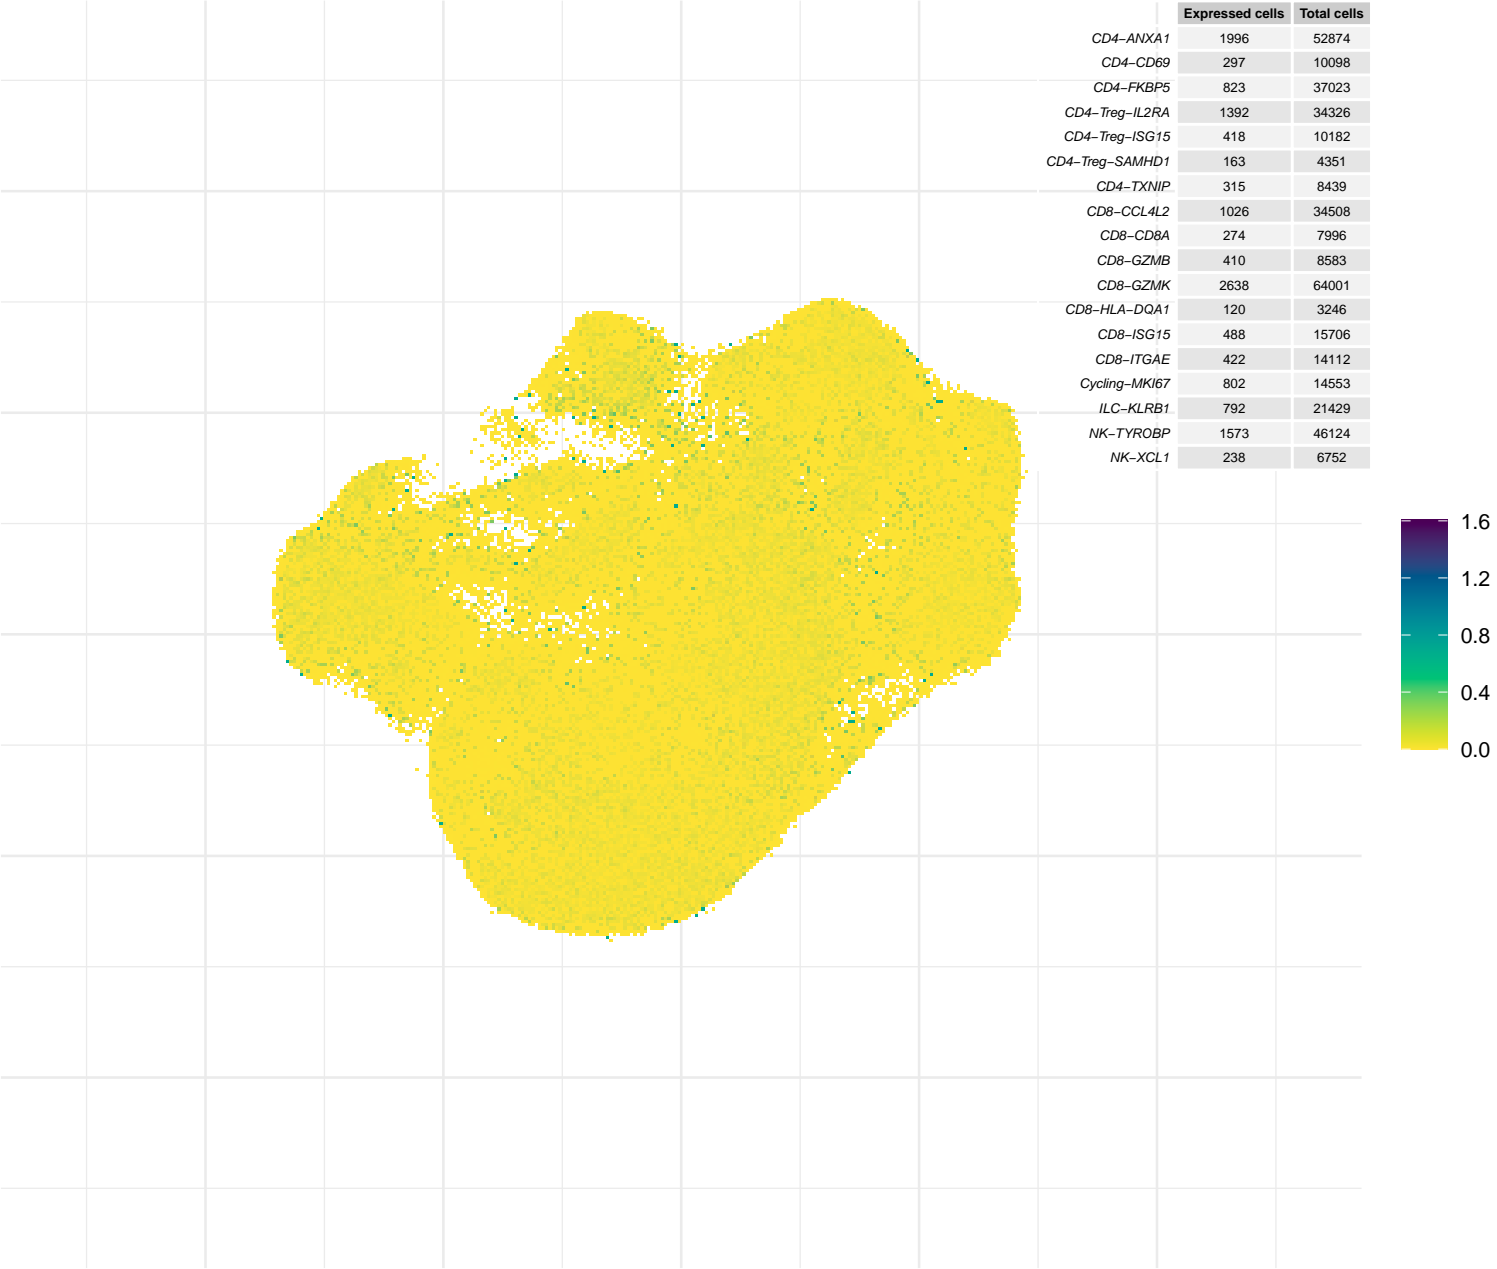 Expressed cells Total cells
CD4−ANXA1 1996 52874
CD4−CD69 297 10098
CD4−FKBP5 823 37023
CD4−Treg−IL2RA 1392 34326
CD4−Treg−ISG15 418 10182
CD4−Treg−SAMHD1 163 4351
CD4−TXNIP 315 8439
CD8−CCL4L2 1026 34508
CD8−CD8A 274 7996
CD8−GZMB 410 8583
CD8−GZMK 2638 64001
CD8−HLA−DQA1 120 3246
CD8−ISG15 488 15706
CD8−ITGAE 422 14112
Cycling−MKI67 802 14553
ILC−KLRB1 792 21429
NK−TYROBP 1573 46124
NK−XCL1 238 6752
1.6
1.2
0.8
0.4
0.0